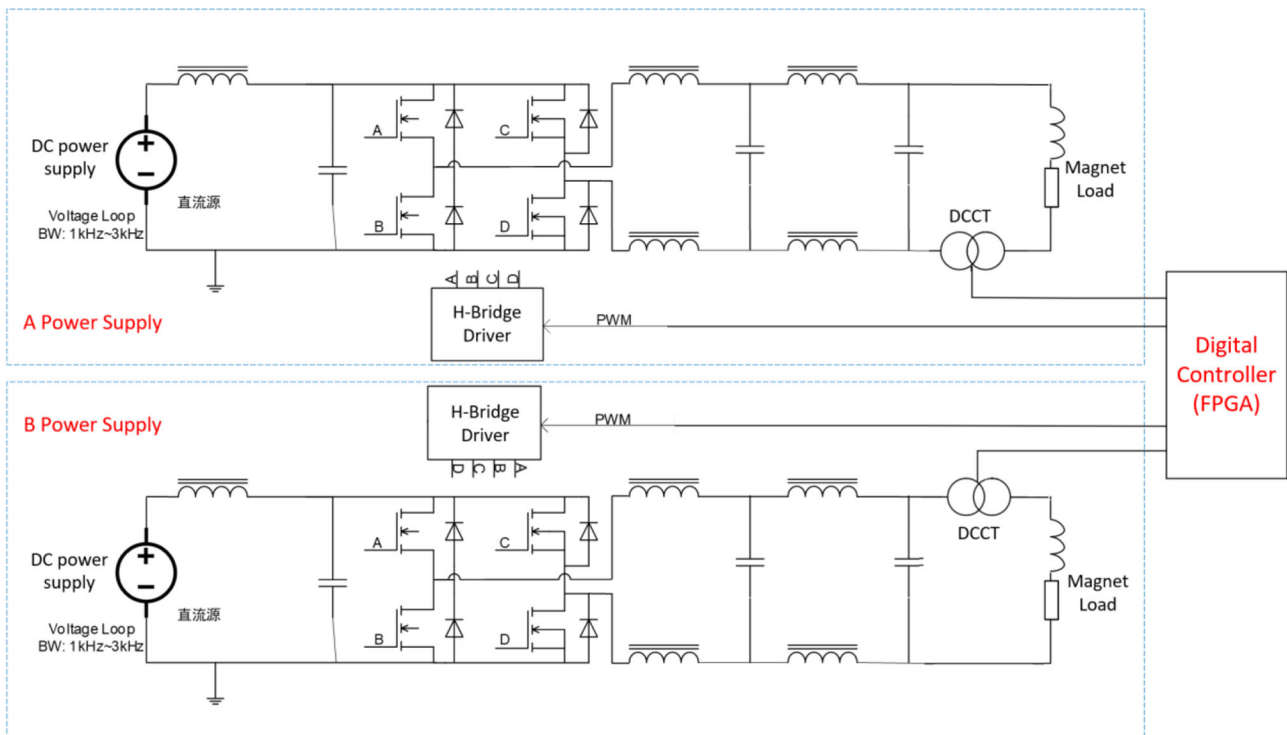 DC power
supply
直流源
Voltage Loop
BW: 1kHz~3kHz
A
B
C
D
Magnet
Load
DCCT
A
B
C
D
H-Bridge
Driver
PWM
A Power Supply
Digital
Controller
(FPGA)
B Power Supply
H-Bridge
Driver
PWM
D
C
B
A
DC power
supply
直流源
Voltage Loop
BW: 1kHz~3kHz
A
B
C
D
DCCT
Magnet
Load